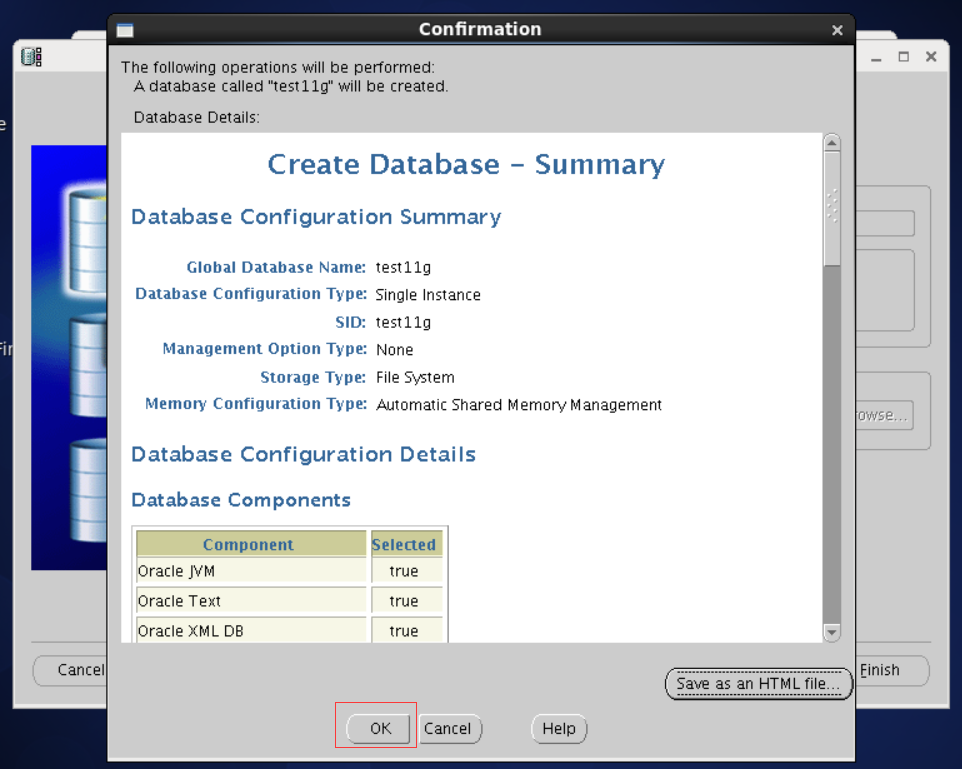 Confirmation
The following operations will be performed:
A database called "test11g" will be created.
Database Details:
Create Database - Summary
Database Configuration Summary
Global Database Name: test11g
Database Configuration Type: Single Instance
SID: test11g
Management Option Type: None
Storage Type: File System
Memory Configuration Type: Automatic Shared Memory Management
Database Configuration Details
Database Components
Component Selected
Oracle JVM true
Oracle Text true
Oracle XML DB true
Save as an HTML file...
OK Cancel Help
Cancel
Finish